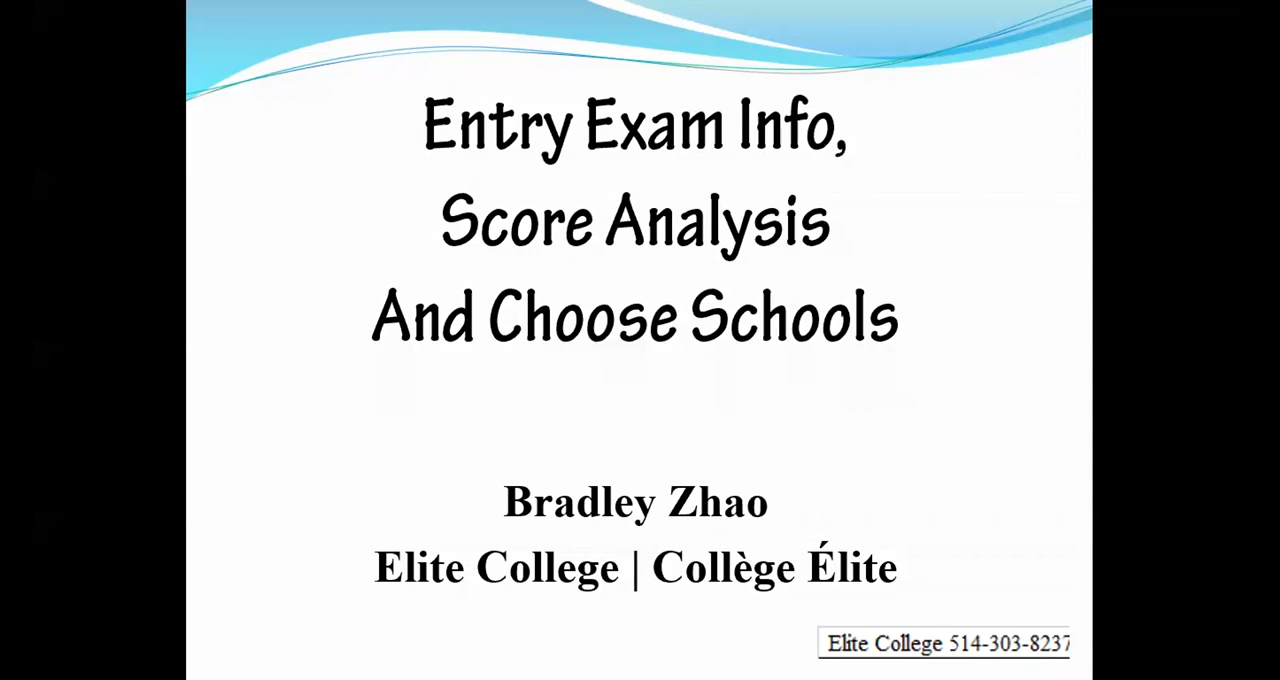 Entry Exam Info,
Score Analysis
And Choose Schools
Bradley Zhao
Elite College | Collège Élite
Elite College 514-303-8237